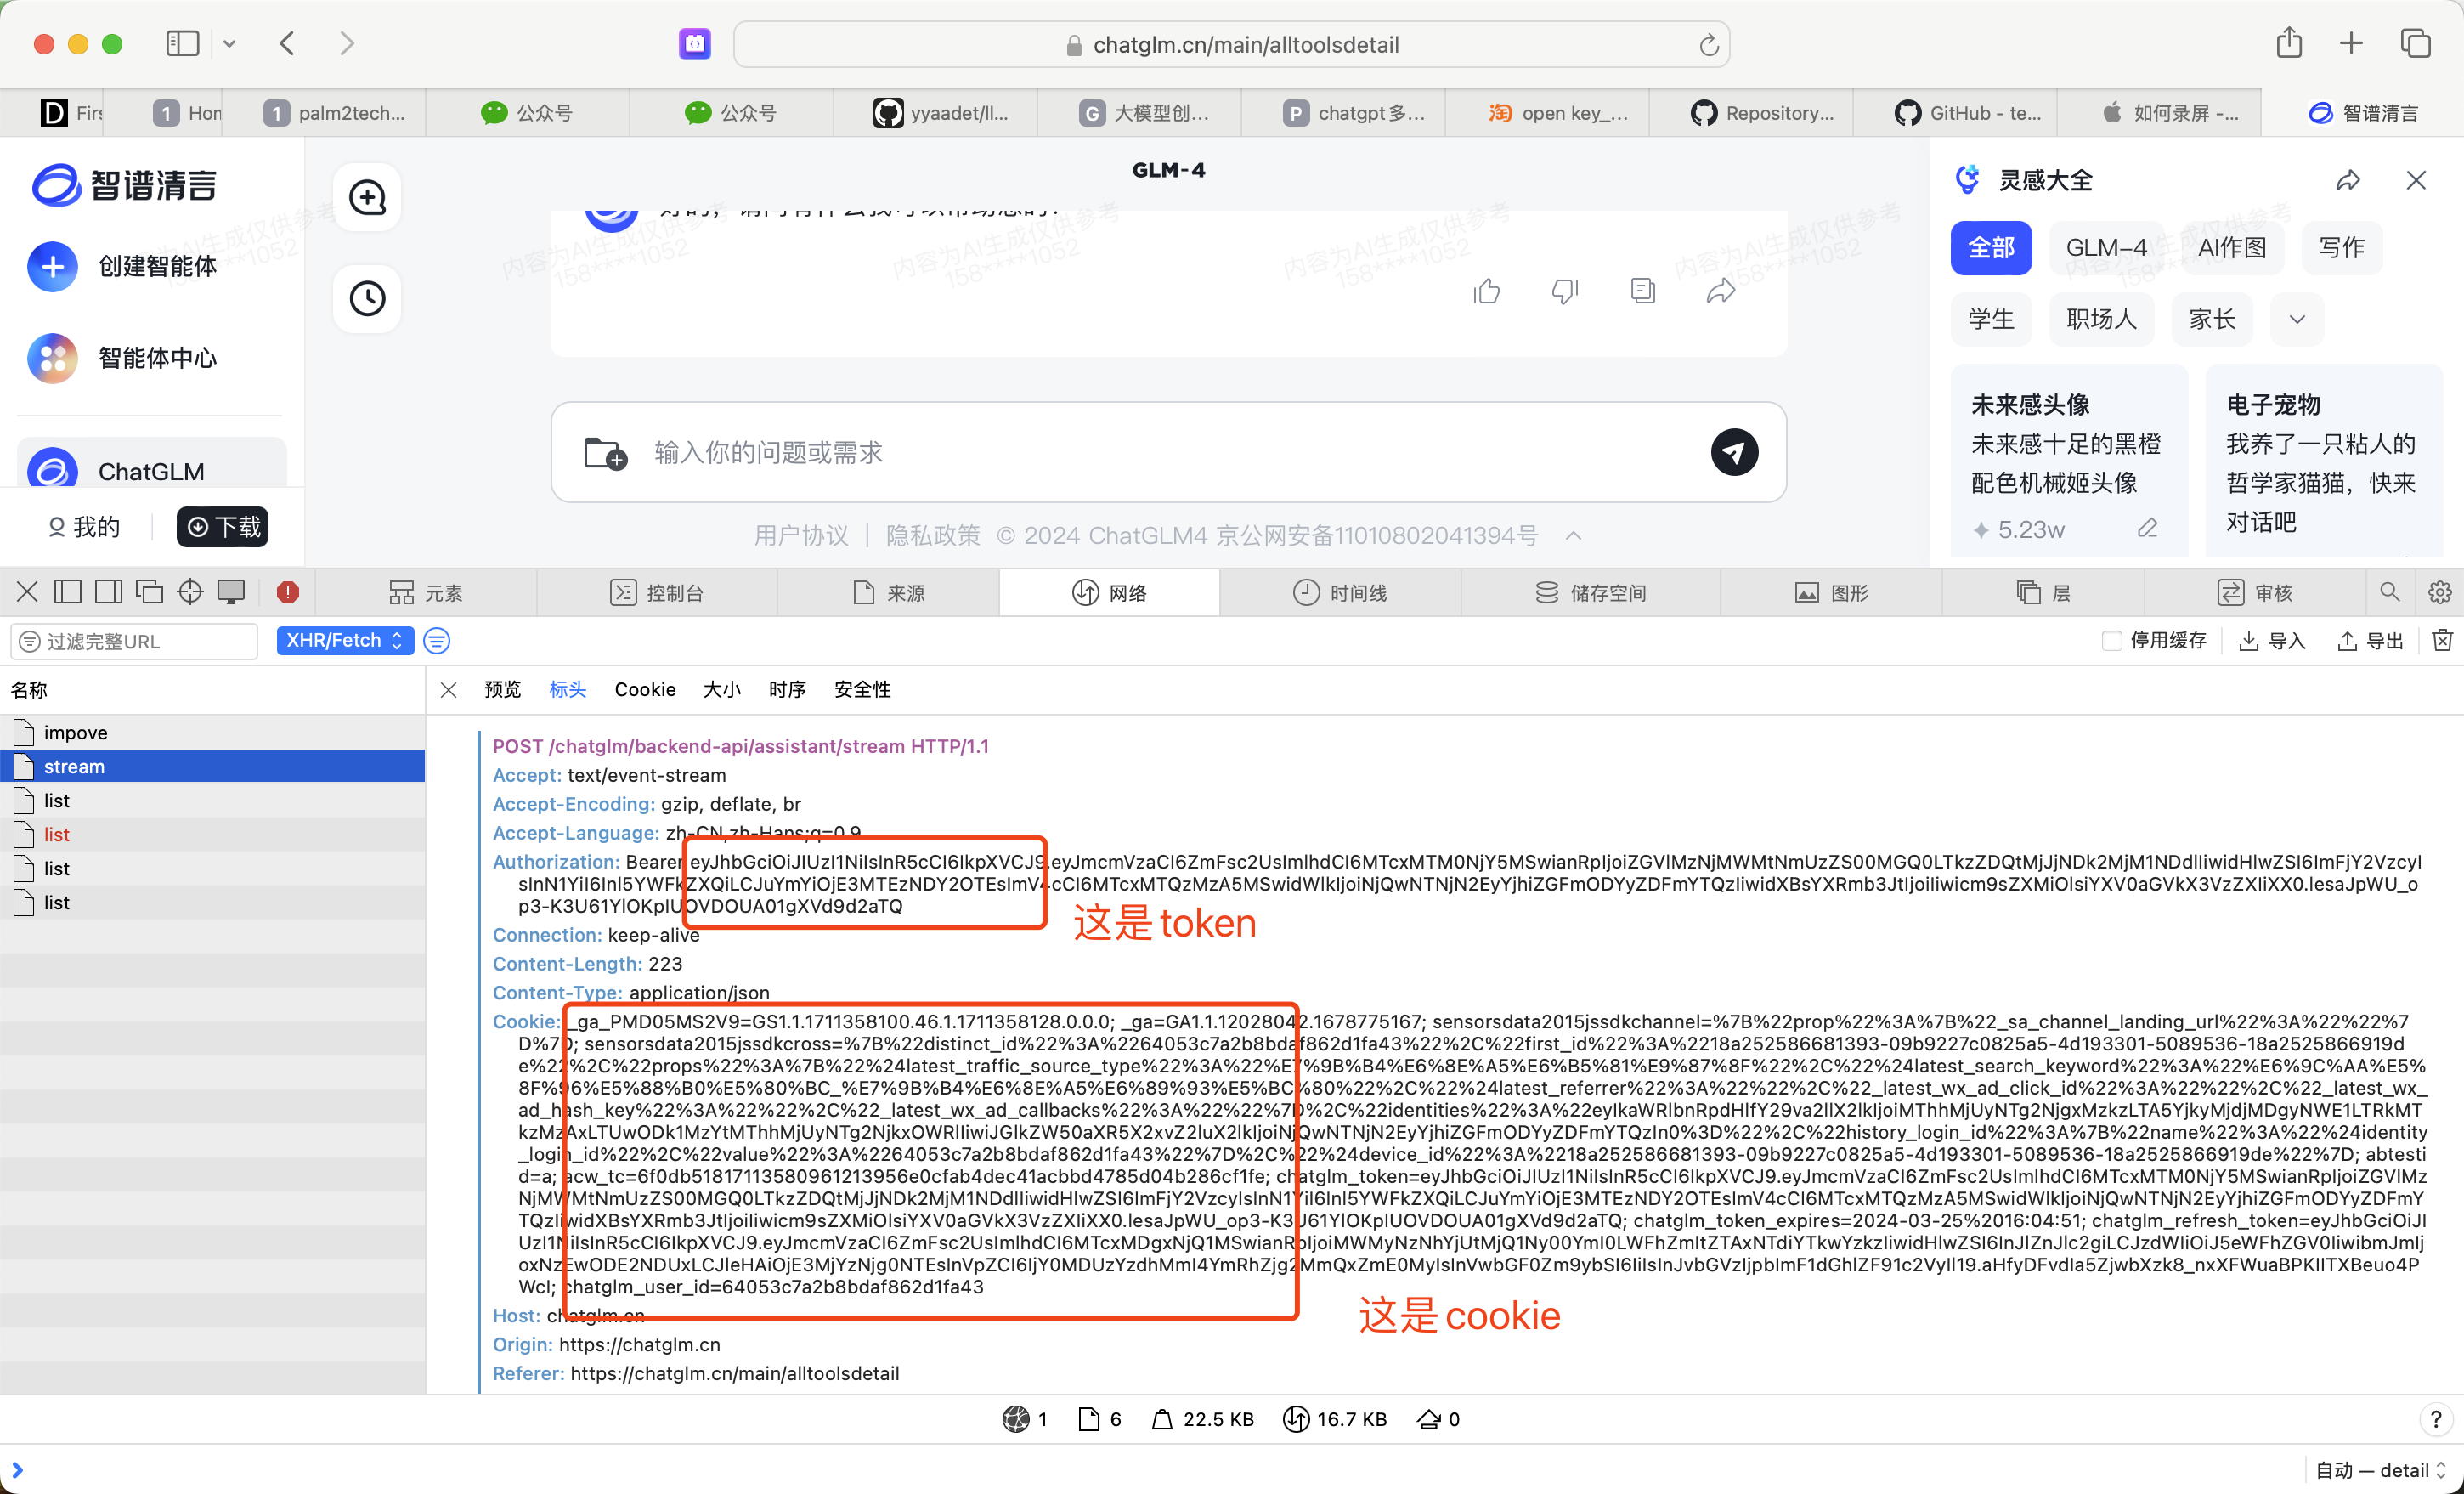 chatglm.cn/main/alltoolsdetail
Firs
1 Hon
1 palm2tech...
公众号
公众号
yyaadet/ll...
G 大模型创...
P chatgpt多...
淘 open key_...
Repository...
GitHub - te...
如何录屏 -...
智谱清言
智谱清言
创建智能体
智能体中心
ChatGLM
我的
下载
GLM-4
内容为AI生成仅供参考
158****1052
输入你的问题或需求
用户协议 | 隐私政策 © 2024 ChatGLM4 京公网安备11010802041394号
灵感大全
全部 GLM-4 AI作图 写作
学生 职场人 家长
未来感头像
未来感十足的黑橙
配色机械姬头像
5.23w
电子宠物
我养了一只粘人的
哲学家猫猫，快来
对话吧
元素 控制台 来源 网络 时间线 储存空间 图形 层 审核
过滤完整URL XHR/Fetch 停用缓存 导入 导出
名称
impove
stream
list
list
list
list
预览 标头 Cookie 大小 时序 安全性
POST /chatglm/backend-api/assistant/stream HTTP/1.1
Accept: text/event-stream
Accept-Encoding: gzip, deflate, br
Accept-Language: zh-CN,zh-Hans;q=0.9
Authorization: Bearer
这是token
Connection: keep-alive
Content-Length: 223
Content-Type: application/json
Cookie: _ga_PMD05MS2V9=GS1.1.1711358100.46.1.1711358128.0.0.0; _ga=GA1.1.12028042.1678775167; sensorsdata2015jssdkchannel=%7B%22prop%22%3A%7B%22_sa_channel_landing_url%22%3A%22%22%7
D%7D; sensorsdata2015jssdkcross=%7B%22distinct_id%22%3A%2264053c7a2b8bdaf862d1fa43%22%2C%22first_id%22%3A%2218a252586681393-09b9227c0825a5-4d193301-5089536-18a2525866919d
e%22%2C%22props%22%3A%7B%22%24latest_traffic_source_type%22%3A%22%E7%9B%B4%E6%8E%A5%E6%B5%81%E9%87%8F%22%2C%22%24latest_search_keyword%22%3A%22%E6%9C%AA%E5%
8F%96%E5%88%B0%E5%80%BC_%E7%9B%B4%E6%8E%A5%E6%89%93%E5%BC%80%22%2C%22%24latest_referrer%22%3A%22%22%2C%22_latest_wx_ad_click_id%22%3A%22%22%2C%22_latest_wx_
ad_hash_key%22%3A%22%22%2C%22_latest_wx_ad_callbacks%22%3A%22%22%7D%2C%22identities%22%3A%22
%3D%22%2C%22history_login_id%22%3A%7B%22name%22%3A%22%24identity
_login_id%22%2C%22value%22%3A%2264053c7a2b8bdaf862d1fa43%22%7D%2C%22%24device_id%22%3A%2218a252586681393-09b9227c0825a5-4d193301-5089536-18a2525866919de%22%7D; abtesti
d=a; acw_tc=6f0db51817113580961213956e0cfab4dec41acbbd4785d04b286cf1fe; chatglm_token=
chatglm_token_expires=2024-03-25%2016:04:51; chatglm_refresh_token=
chatglm_user_id=64053c7a2b8bdaf862d1fa43
这是cookie
Host: chatglm.cn
Origin: https://chatglm.cn
Referer: https://chatglm.cn/main/alltoolsdetail
1 6 22.5 KB 16.7 KB 0
?
自动 — detail